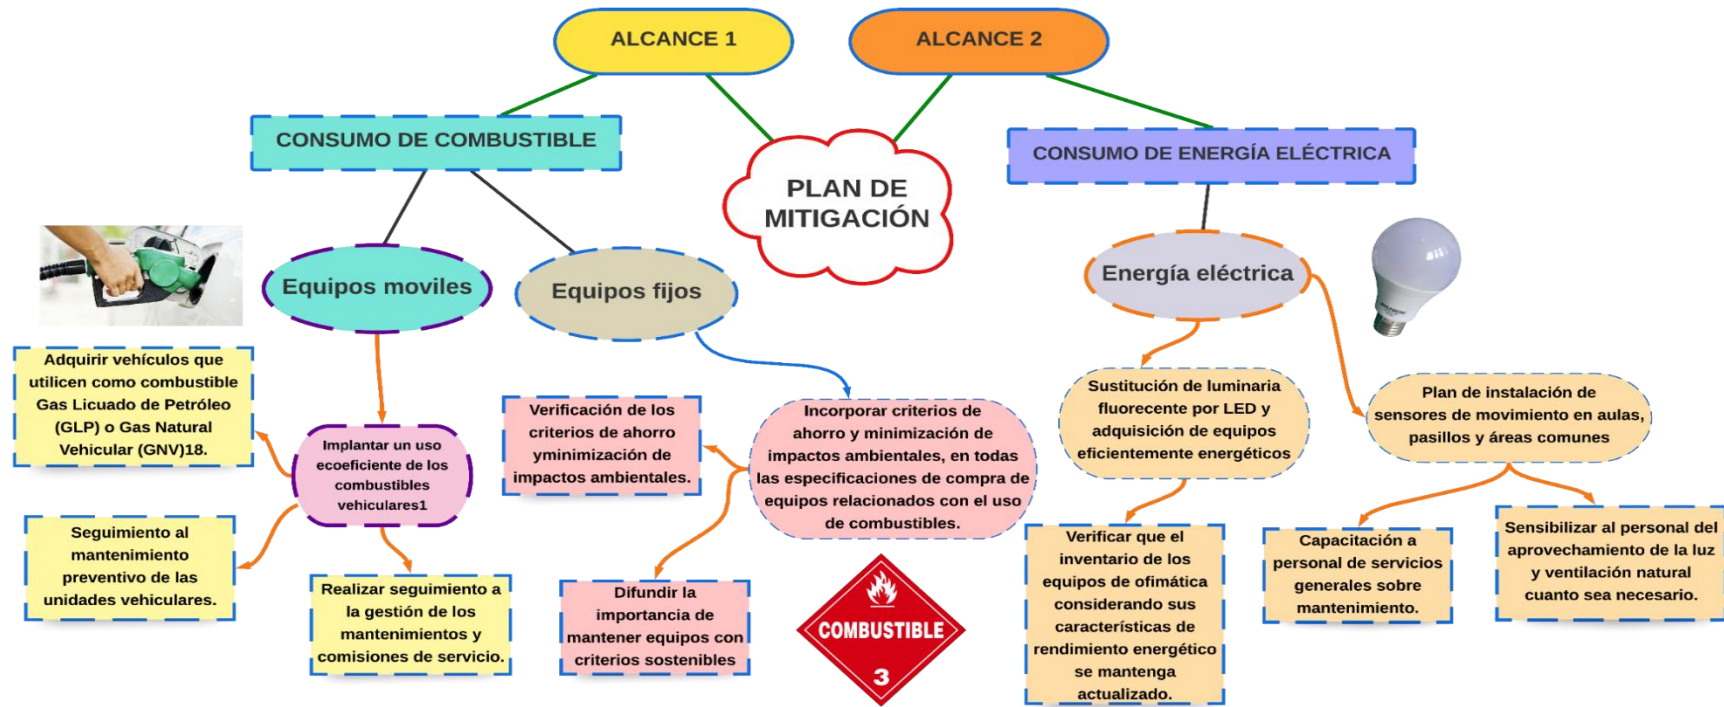 ALCANCE 1
ALCANCE 2
CONSUMO DE COMBUSTIBLE
PLAN DE
MITIGACIÓN
CONSUMO DE ENERGÍA ELÉCTRICA
Equipos moviles
Equipos fijos
Energía eléctrica
Adquirir vehículos que
utilicen como combustible
Gas Licuado de Petróleo
(GLP) o Gas Natural
Vehicular (GNV)18.
Implantar un uso
ecoeficiente de los
combustibles
vehiculares1
Seguimiento al
mantenimiento
preventivo de las
unidades vehiculares.
Realizar seguimiento a
la gestión de los
mantenimientos y
comisiones de servicio.
Verificación de los
criterios de ahorro
yminimización de
impactos ambientales.
Incorporar criterios de
ahorro y minimización de
impactos ambientales, en todas
las especificaciones de compra de
equipos relacionados con el uso
de combustibles.
Difundir la
importancia de
mantener equipos con
criterios sostenibles
COMBUSTIBLE
3
Sustitución de luminaria
fluorecente por LED y
adquisición de equipos
eficientemente energéticos
Plan de instalación de
sensores de movimiento en aulas,
pasillos y áreas comunes
Verificar que el
inventario de los
equipos de ofimática
considerando sus
características de
rendimiento energético
se mantenga
actualizado.
Capacitación a
personal de servicios
generales sobre
mantenimiento.
Sensibilizar al personal del
aprovechamiento de la luz
y ventilación natural
cuanto sea necesario.